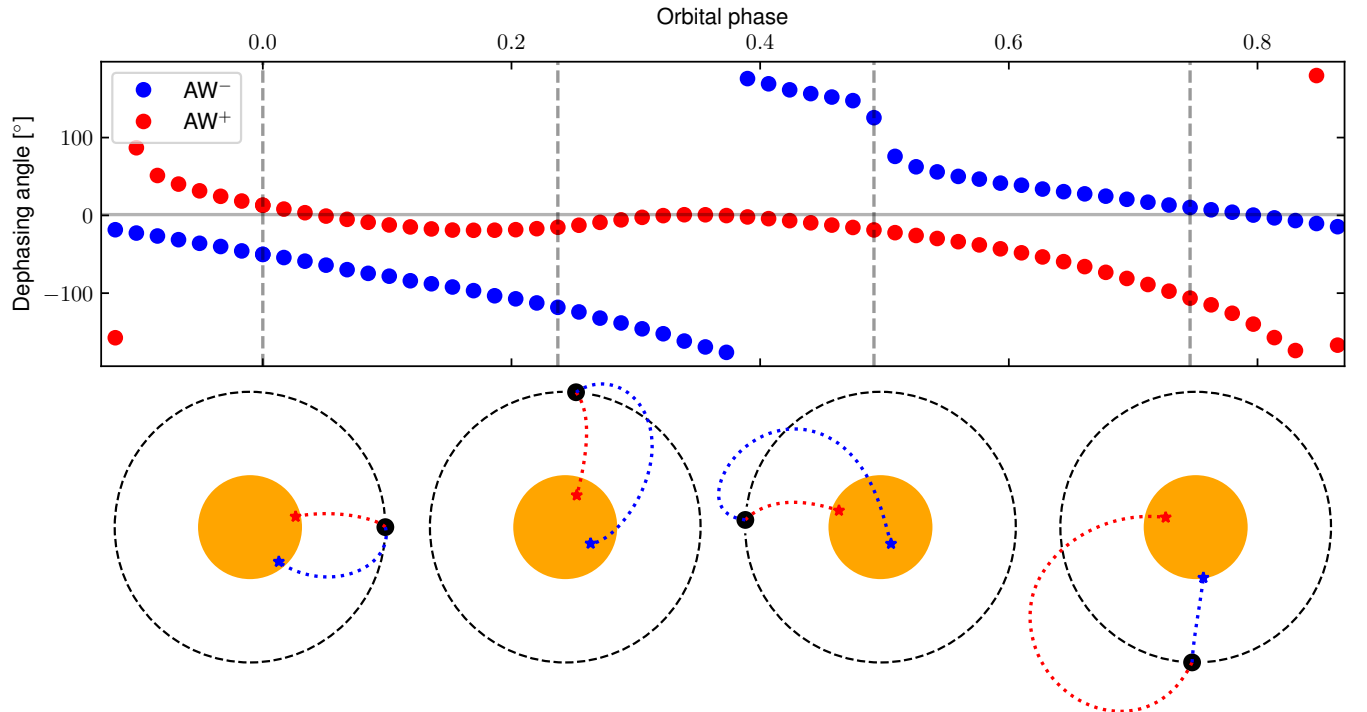 Orbital phase
0.0 0.2 0.4 0.6 0.8
AW⁻
AW⁺
Dephasing angle [°]
100
0
−100